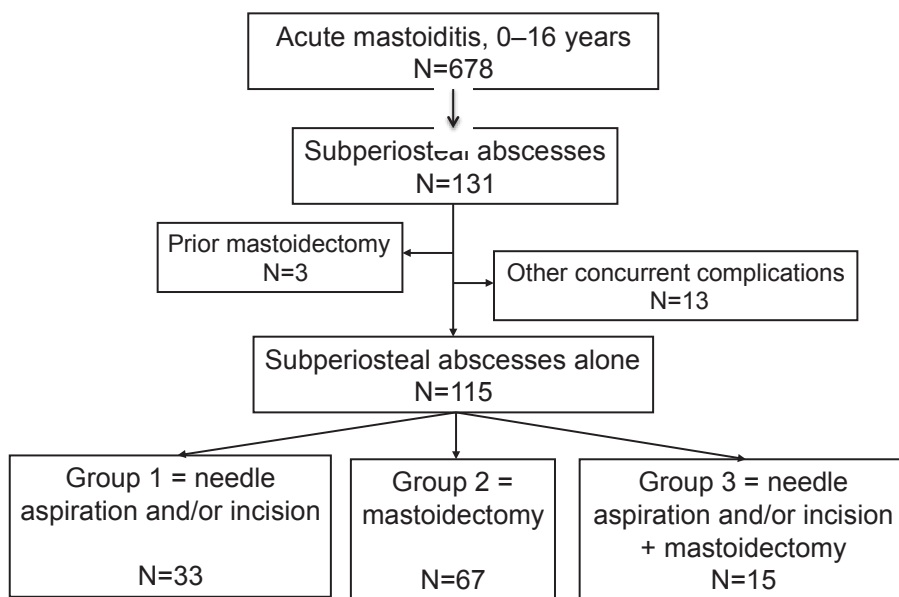 Acute mastoiditis, 0–16 years
N=678
Subperiosteal abscesses
N=131
Prior mastoidectomy
N=3
Other concurrent complications
N=13
Subperiosteal abscesses alone
N=115
Group 1 = needle
aspiration and/or incision
N=33
Group 2 =
mastoidectomy
N=67
Group 3 = needle
aspiration and/or incision
+ mastoidectomy
N=15